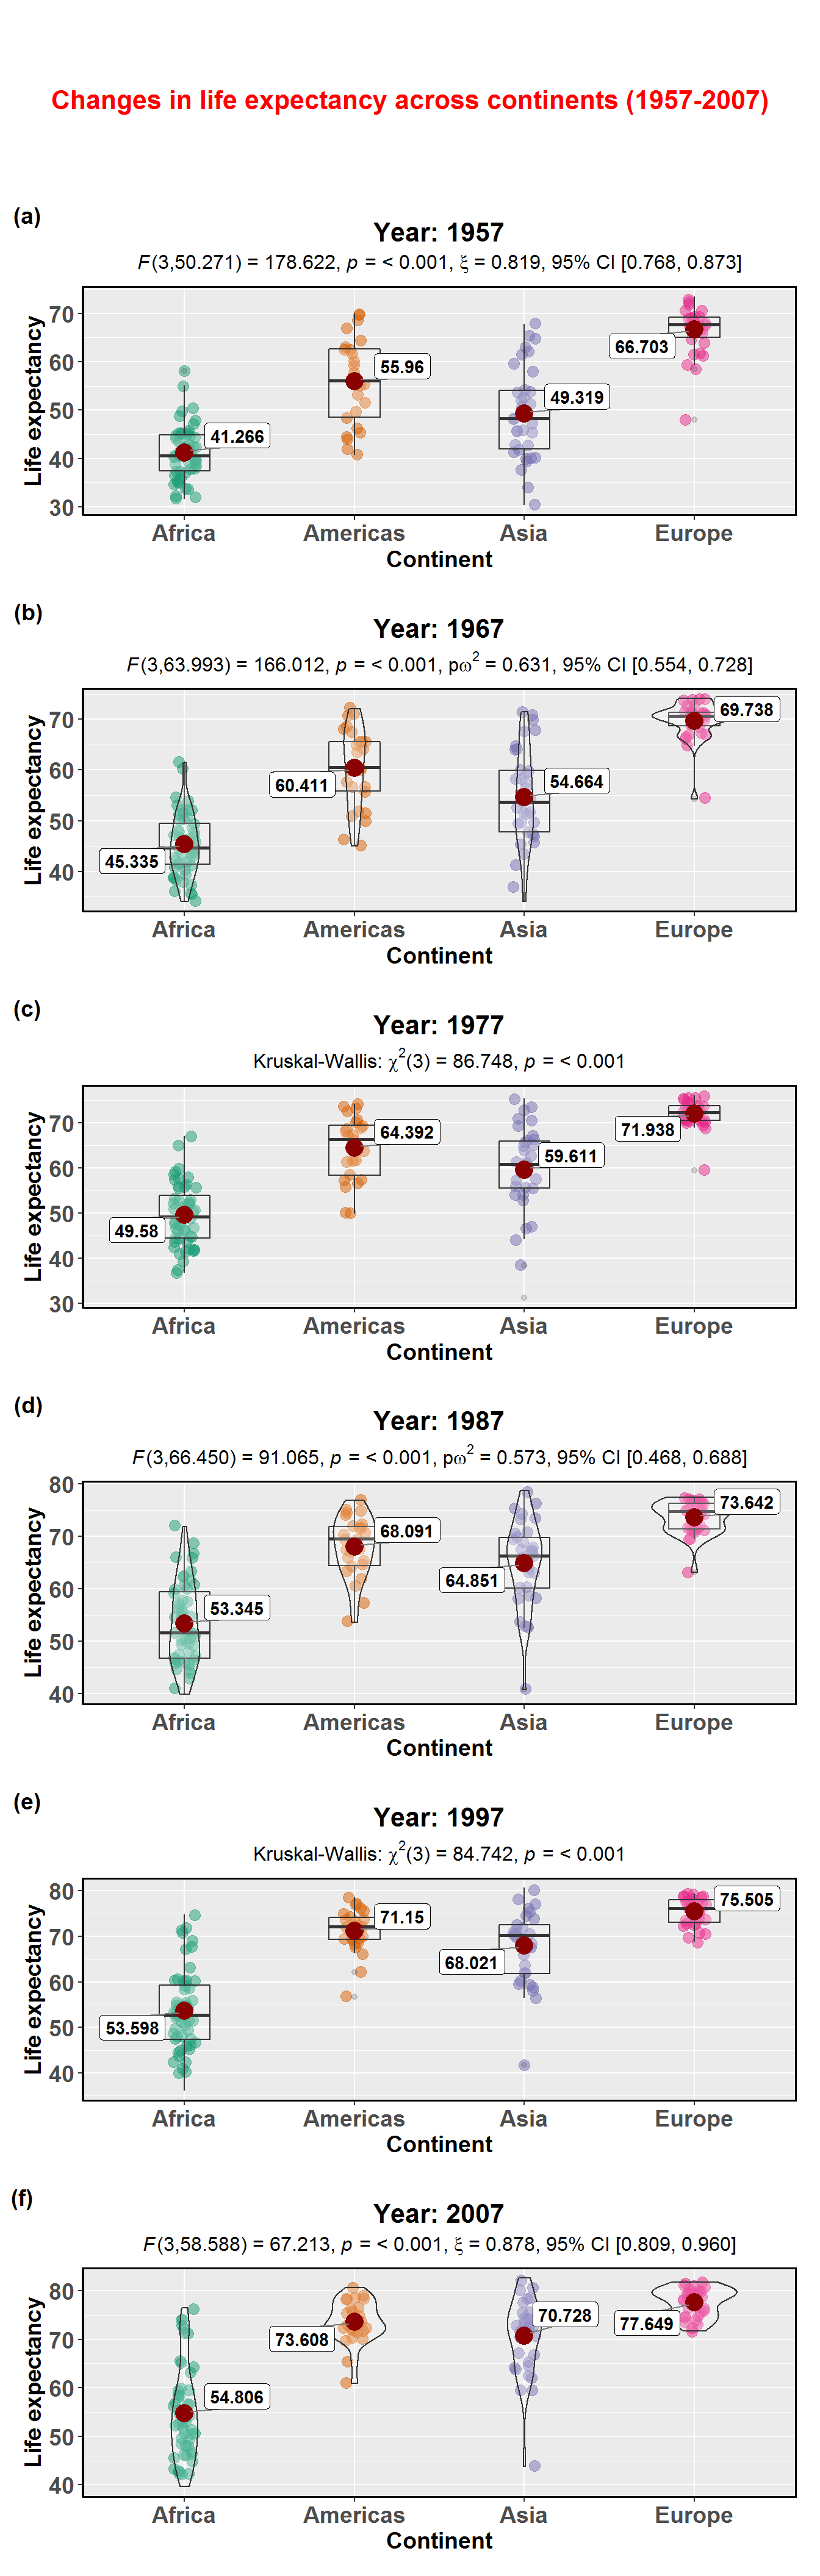 Changes in life expectancy across continents (1957-2007)
(a)
Year: 1957
F(3,50.271) = 178.622, p = < 0.001, ξ = 0.819, 95% CI [0.768, 0.873]
Life expectancy
70
60
50
40
30
41.266
55.96
49.319
66.703
Africa Americas Asia Europe
Continent
(b)
Year: 1967
F(3,63.993) = 166.012, p = < 0.001, pω² = 0.631, 95% CI [0.554, 0.728]
Life expectancy
70
60
50
40
45.335
60.411
54.664
69.738
Africa Americas Asia Europe
Continent
(c)
Year: 1977
Kruskal-Wallis: χ²(3) = 86.748, p = < 0.001
Life expectancy
70
60
50
40
30
49.58
64.392
59.611
71.938
Africa Americas Asia Europe
Continent
(d)
Year: 1987
F(3,66.450) = 91.065, p = < 0.001, pω² = 0.573, 95% CI [0.468, 0.688]
Life expectancy
80
70
60
50
40
53.345
68.091
64.851
73.642
Africa Americas Asia Europe
Continent
(e)
Year: 1997
Kruskal-Wallis: χ²(3) = 84.742, p = < 0.001
Life expectancy
80
70
60
50
40
53.598
71.15
68.021
75.505
Africa Americas Asia Europe
Continent
(f)
Year: 2007
F(3,58.588) = 67.213, p = < 0.001, ξ = 0.878, 95% CI [0.809, 0.960]
Life expectancy
80
70
60
50
40
54.806
73.608
70.728
77.649
Africa Americas Asia Europe
Continent